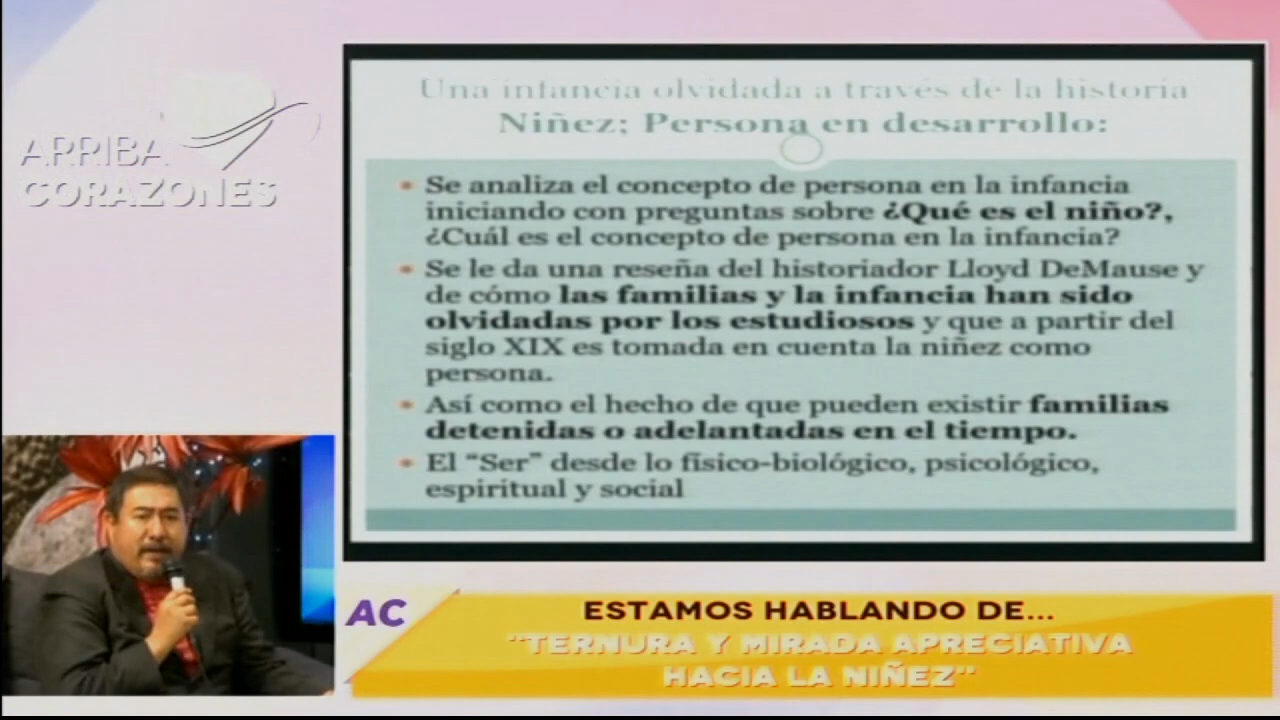 ARRIBA
CORAZONES
Una infancia olvidada a través de la historia
Niñez; Persona en desarrollo:
• Se analiza el concepto de persona en la infancia
iniciando con preguntas sobre ¿Qué es el niño?,
¿Cuál es el concepto de persona en la infancia?
• Se le da una reseña del historiador Lloyd DeMause y
de cómo las familias y la infancia han sido
olvidadas por los estudiosos y que a partir del
siglo XIX es tomada en cuenta la niñez como
persona.
• Así como el hecho de que pueden existir familias
detenidas o adelantadas en el tiempo.
• El “Ser” desde lo físico-biológico, psicológico,
espiritual y social
AC
ESTAMOS HABLANDO DE...
"TERNURA Y MIRADA APRECIATIVA
HACIA LA NIÑEZ"